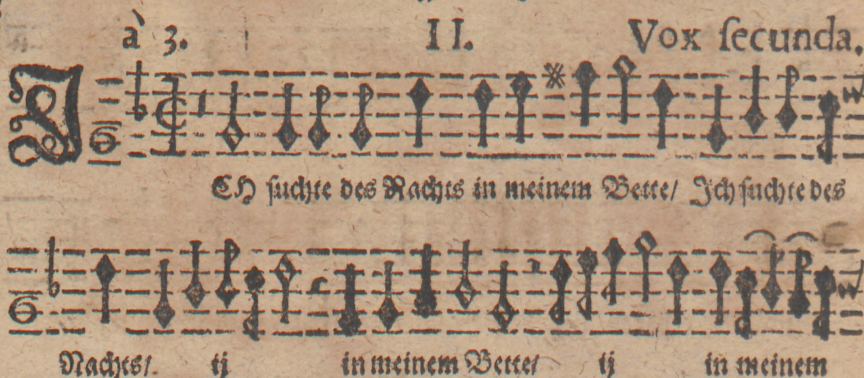 à 3. II. Vox ſecunda.
ICH ſuchte des Nachts in meinem Bette/ Jch ſuchte des
Nachts/ ij in meinem Bette/ ij in meinem